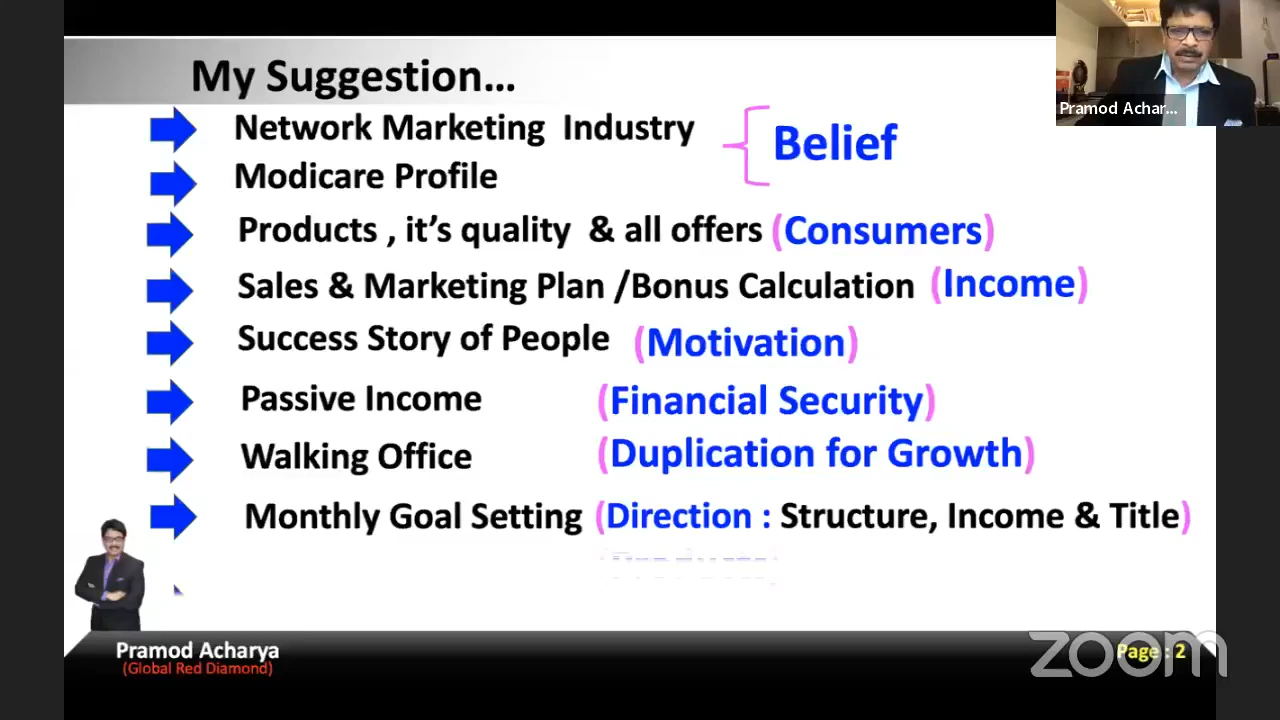 My Suggestion...
Pramod Achar...
Network Marketing Industry
Belief
Modicare Profile
Products , it’s quality & all offers (Consumers)
Sales & Marketing Plan /Bonus Calculation (Income)
Success Story of People (Motivation)
Passive Income (Financial Security)
Walking Office (Duplication for Growth)
Monthly Goal Setting (Direction : Structure, Income & Title)
Pramod Acharya
(Global Red Diamond)
Page : 2
zoom